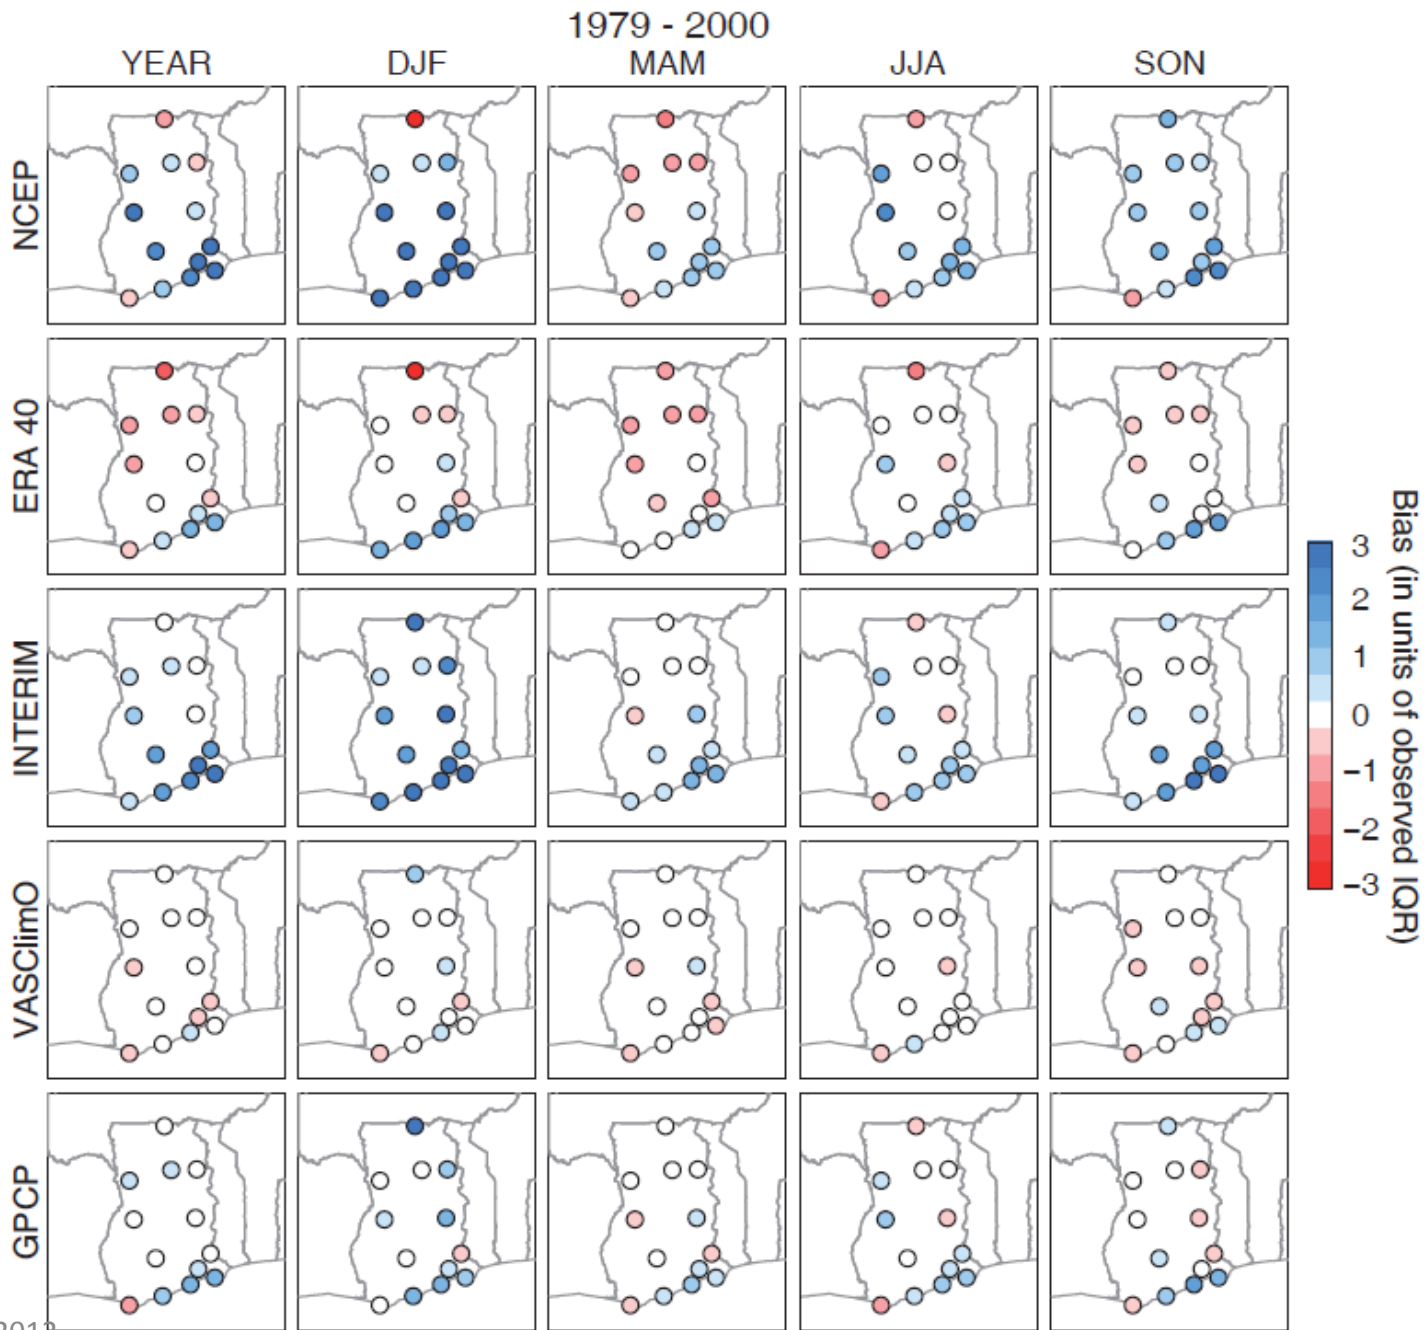 1979 - 2000
YEAR DJF MAM JJA SON
NCEP
ERA 40
INTERIM
VASClimO
GPCP
3
2
1
0
−1
−2
−3
Bias (in units of observed IQR)